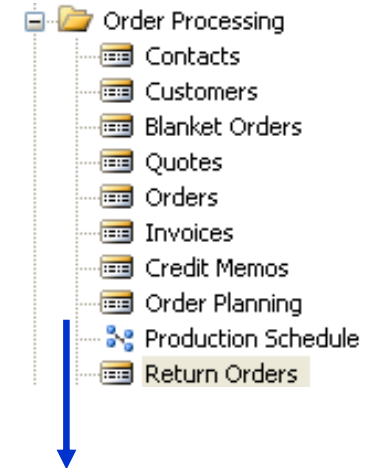 Order Processing
Contacts
Customers
Blanket Orders
Quotes
Orders
Invoices
Credit Memos
Order Planning
Production Schedule
Return Orders